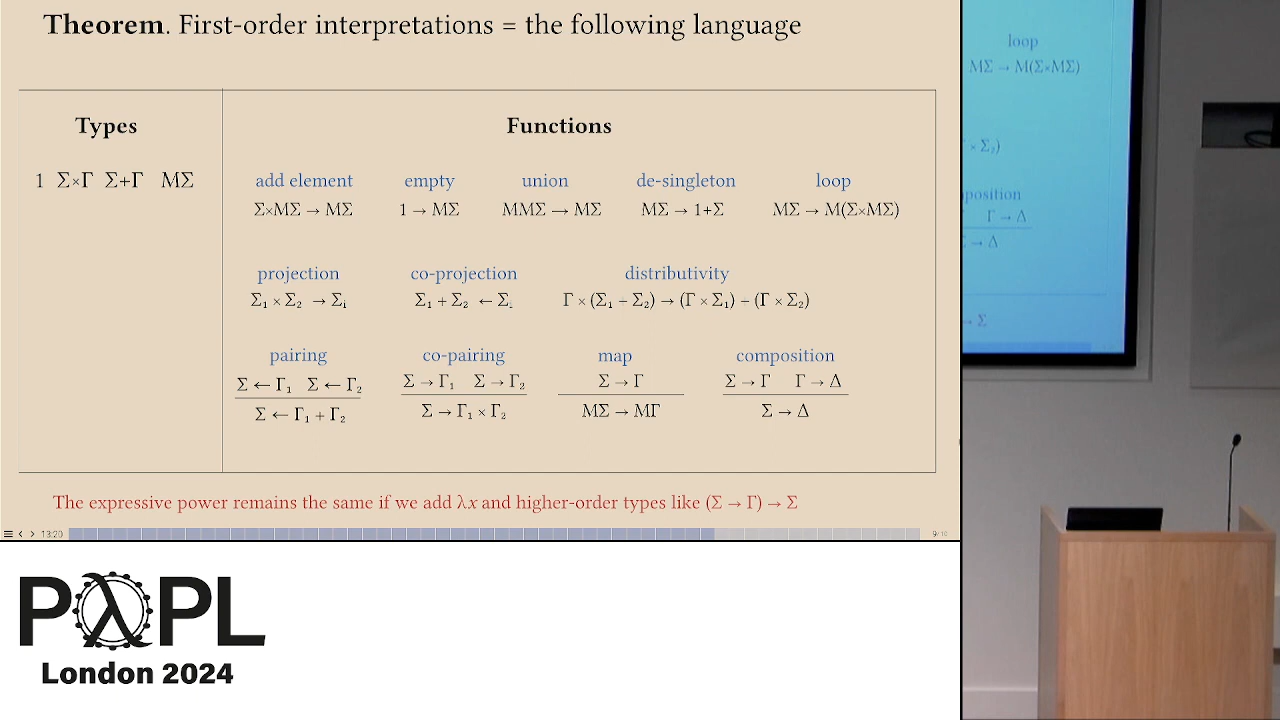 Theorem. First-order interpretations = the following language
Types
Functions
1 Σ×Γ Σ+Γ MΣ
add element empty union de-singleton loop
Σ×MΣ → MΣ 1 → MΣ MMΣ → MΣ MΣ → 1+Σ MΣ → M(Σ×MΣ)
projection co-projection distributivity
Σ₁ × Σ₂ → Σᵢ Σ₁ + Σ₂ ← Σᵢ Γ × (Σ₁ + Σ₂) → (Γ × Σ₁) + (Γ × Σ₂)
pairing co-pairing map composition
Σ ← Γ₁ Σ ← Γ₂ Σ → Γ₁ Σ → Γ₂ Σ → Γ Σ → Γ Γ → Δ
Σ ← Γ₁ + Γ₂ Σ → Γ₁ × Γ₂ MΣ → MΓ Σ → Δ
The expressive power remains the same if we add λx and higher-order types like (Σ → Γ) → Σ
13:20
9/10
PλPL
London 2024
loop
MΣ → M(Σ×MΣ)
× Σ₂)
position
Γ → Δ
→ Δ
→ Σ